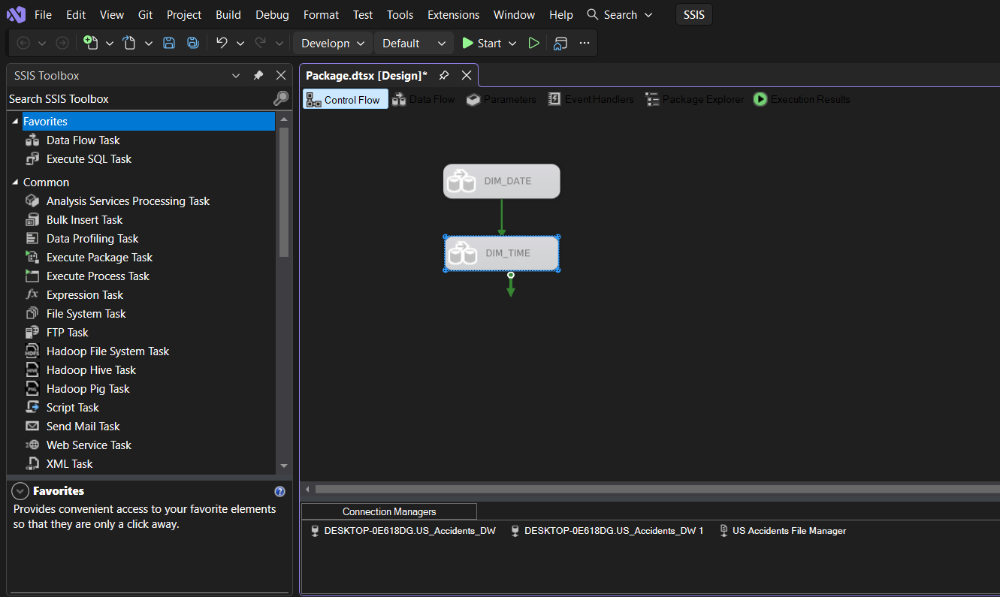 File Edit View Git Project Build Debug Format Test Tools Extensions Window Help Search SSIS
Developn Default Start
SSIS Toolbox
Search SSIS Toolbox
Favorites
Data Flow Task
Execute SQL Task
Common
Analysis Services Processing Task
Bulk Insert Task
Data Profiling Task
Execute Package Task
Execute Process Task
Expression Task
File System Task
FTP Task
Hadoop File System Task
Hadoop Hive Task
Hadoop Pig Task
Script Task
Send Mail Task
Web Service Task
XML Task
Favorites
Provides convenient access to your favorite elements
so that they are only a click away.
Package.dtsx [Design]*
Control Flow Data Flow Parameters Event Handlers Package Explorer Execution Results
DIM_DATE
DIM_TIME
Connection Managers
DESKTOP-0E618DG.US_Accidents_DW DESKTOP-0E618DG.US_Accidents_DW 1 US Accidents File Manager